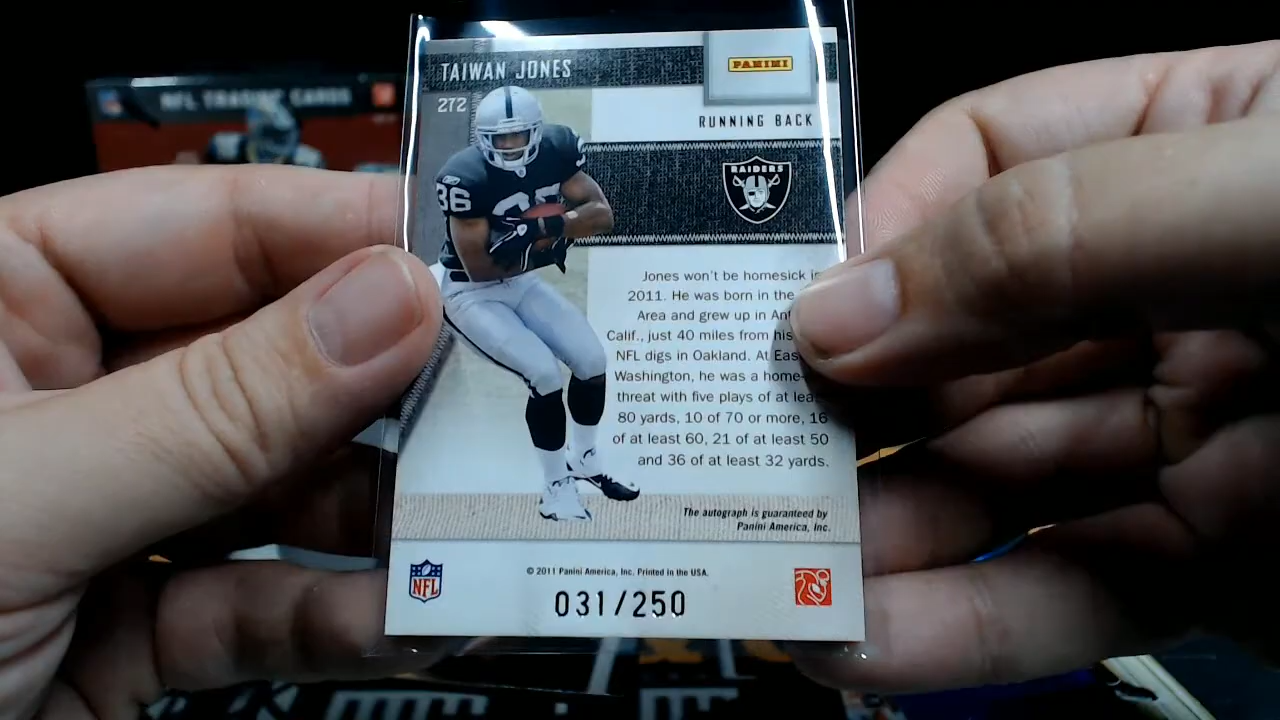 NFL TRADING CARDS
TAIWAN JONES
PANINI
272
RUNNING BACK
RAIDERS
36
Jones won't be homesick
2011. He was born in the
Area and grew up in
Calif., just 40 miles from his
NFL digs in Oakland. At
Washington, he was a home-
threat with five plays of at
80 yards, 10 of 70 or more, 16
of at least 60, 21 of at least 50
and 36 of at least 32 yards.
The autograph is guaranteed by
Panini America, Inc.
NFL
© 2011 Panini America, Inc. Printed in the USA.
031/250